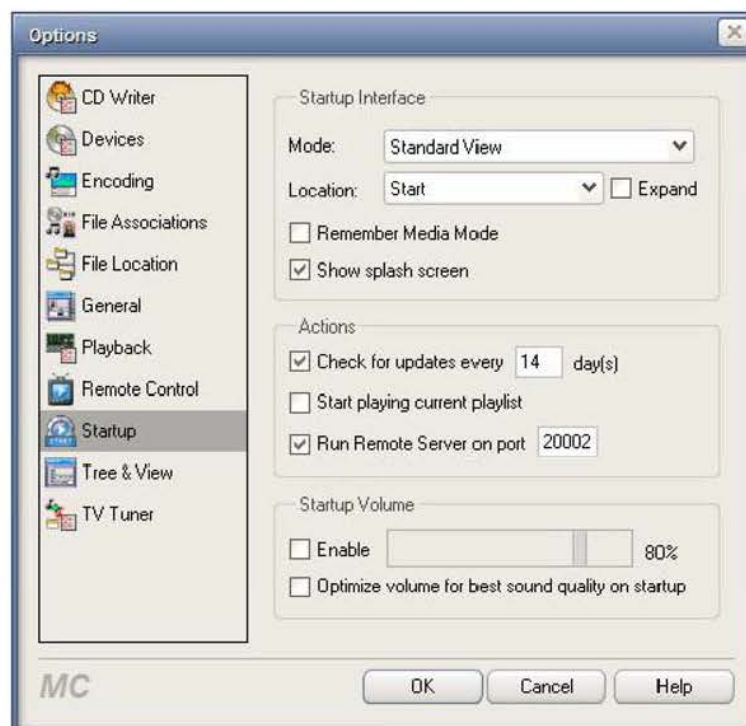 Options
CD Writer
Devices
Encoding
File Associations
File Location
General
Playback
Remote Control
Startup
Tree & View
TV Tuner
Startup Interface
Mode: Standard View
Location: Start Expand
Remember Media Mode
Show splash screen
Actions
Check for updates every 14 day(s)
Start playing current playlist
Run Remote Server on port 20002
Startup Volume
Enable 80%
Optimize volume for best sound quality on startup
MC OK Cancel Help